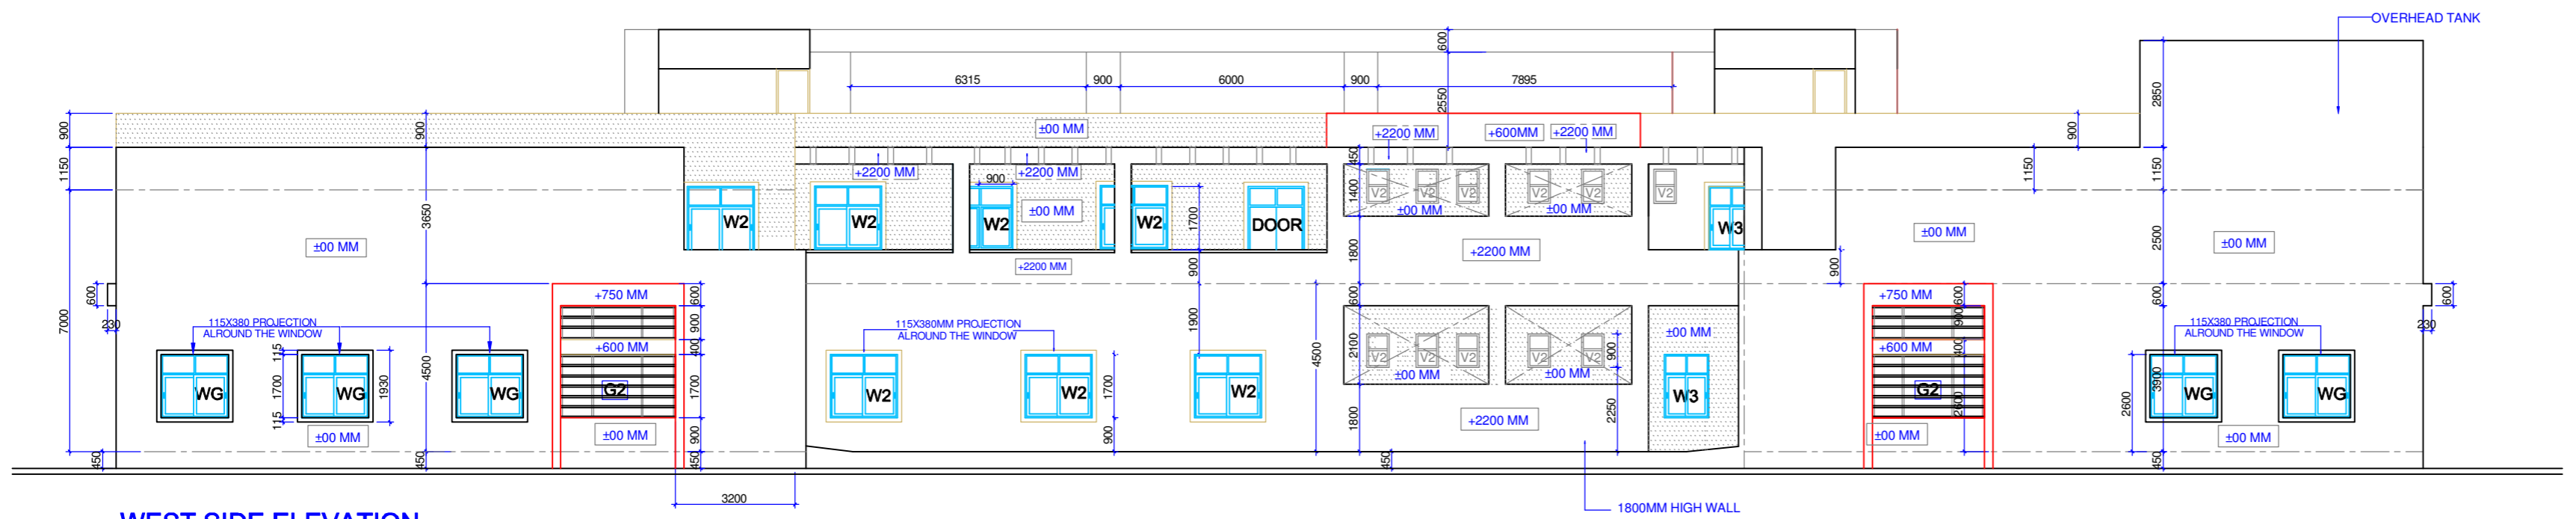 OVERHEAD TANK
600
6315
900
6000
900
7895
2550
2850
900
900
±00 MM
+2200 MM
+600MM
+2200 MM
900
1150
450
1150
1150
+2200 MM
900
+2200 MM
1400
V2
V2
V2
V2
V2
V2
3650
W2
W2
W2
±00 MM
W2
1700
DOOR
±00 MM
±00 MM
W3
±00 MM
2500
±00 MM
±00 MM
+2200 MM
900
1800
+2200 MM
900
600
230
7000
+750 MM
600
600
+750 MM
600
600
230
115X380 PROJECTION
ALROUND THE WINDOW
900
115X380MM PROJECTION
ALROUND THE WINDOW
1900
±00 MM
900
115X380 PROJECTION
ALROUND THE WINDOW
+600 MM
400
4500
2100
V2
V2
V2
V2
V2
900
+600 MM
400
115
1700
115
1930
4500
WG
WG
WG
G2
1700
W2
W2
1700
W2
±00 MM
±00 MM
W3
2250
G2
2600
2600
3900
WG
WG
±00 MM
±00 MM
900
900
1800
+2200 MM
±00 MM
±00 MM
450
450
450
450
450
3200
1800MM HIGH WALL
WEST SIDE ELEVATION